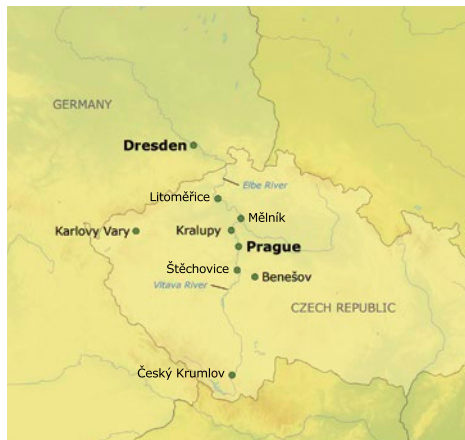 GERMANY
Dresden
Elbe River
Litoměřice
Mělník
Karlovy Vary
Kralupy
Prague
Štěchovice
Benešov
Vltava River
CZECH REPUBLIC
Český Krumlov